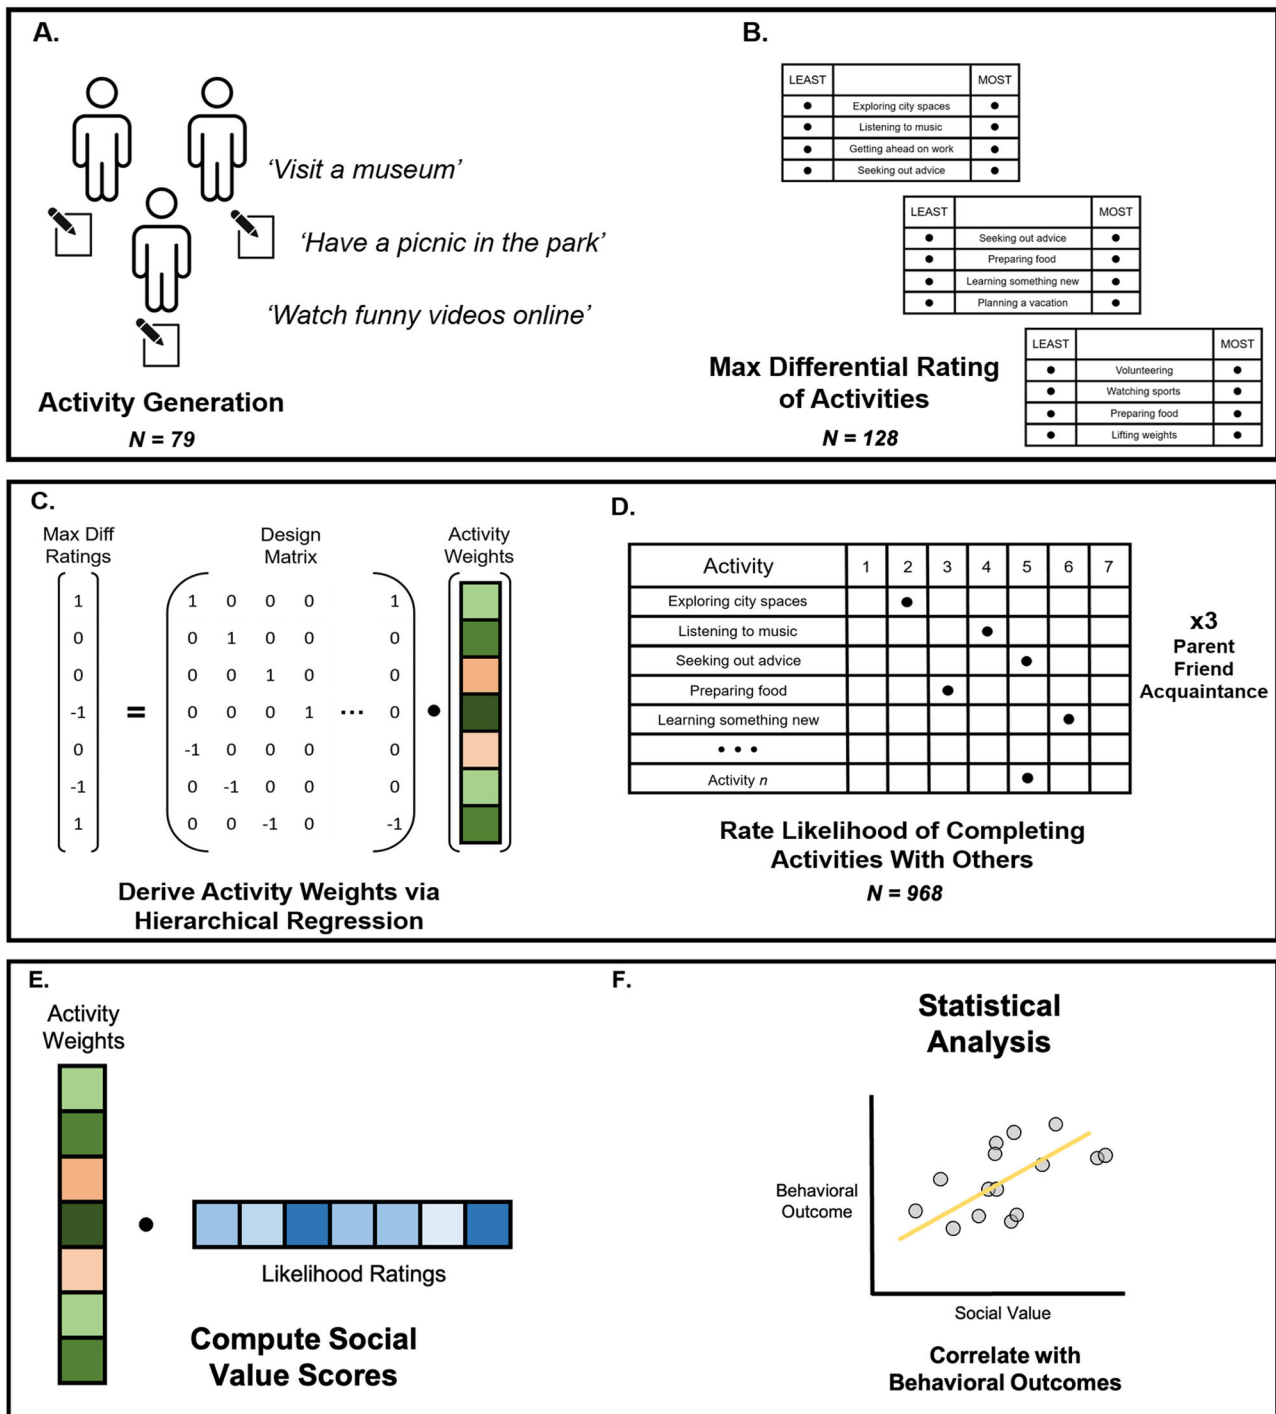 A.
'Visit a museum'
'Have a picnic in the park'
'Watch funny videos online'
Activity Generation
N = 79
B.
LEAST MOST
Exploring city spaces
Listening to music
Getting ahead on work
Seeking out advice
LEAST MOST
Seeking out advice
Preparing food
Learning something new
Planning a vacation
LEAST MOST
Volunteering
Watching sports
Preparing food
Lifting weights
Max Differential Rating
of Activities
N = 128
C.
Max Diff
Ratings
Design
Matrix
Activity
Weights
1 1 0 0 0 1
0 0 1 0 0 0
0 0 0 1 0 0
-1 = 0 0 0 1 ... 0 •
0 -1 0 0 0 0
-1 0 -1 0 0 0
1 0 0 -1 0 -1
Derive Activity Weights via
Hierarchical Regression
D.
Activity 1 2 3 4 5 6 7
Exploring city spaces
Listening to music
Seeking out advice
Preparing food
Learning something new
• • •
Activity n
x3
Parent
Friend
Acquaintance
Rate Likelihood of Completing
Activities With Others
N = 968
E.
Activity
Weights
•
Likelihood Ratings
Compute Social
Value Scores
F.
Statistical
Analysis
Behavioral
Outcome
Social Value
Correlate with
Behavioral Outcomes